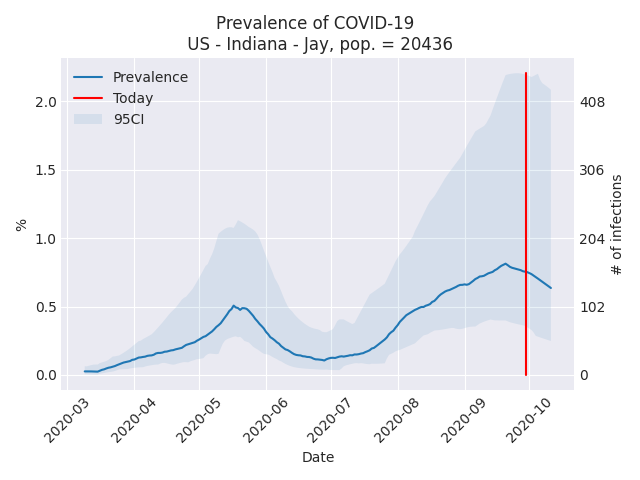 Prevalence of COVID-19
US - Indiana - Jay, pop. = 20436
Prevalence
Today
95CI
2.0
1.5
1.0
0.5
0.0
%
408
306
204
102
0
# of infections
2020-03
2020-04
2020-05
2020-06
2020-07
2020-08
2020-09
2020-10
Date